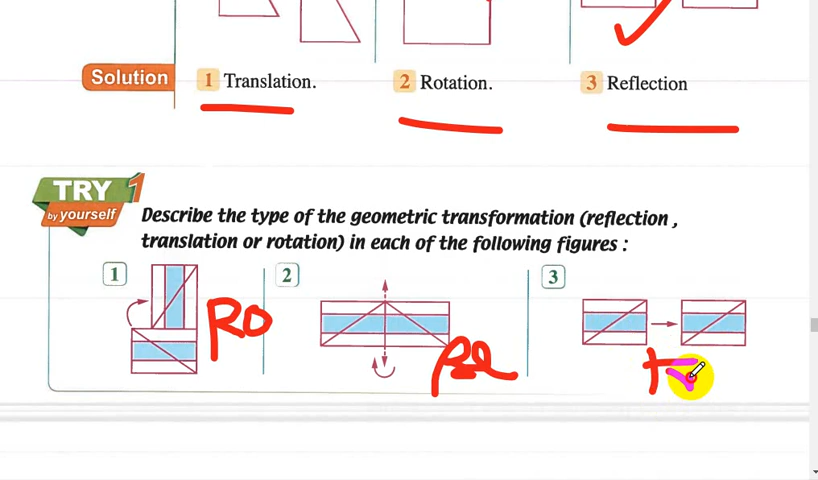 Solution 1 Translation. 2 Rotation. 3 Reflection
TRY 1
by yourself
Describe the type of the geometric transformation (reflection ,
translation or rotation) in each of the following figures :
1 2 3
RO